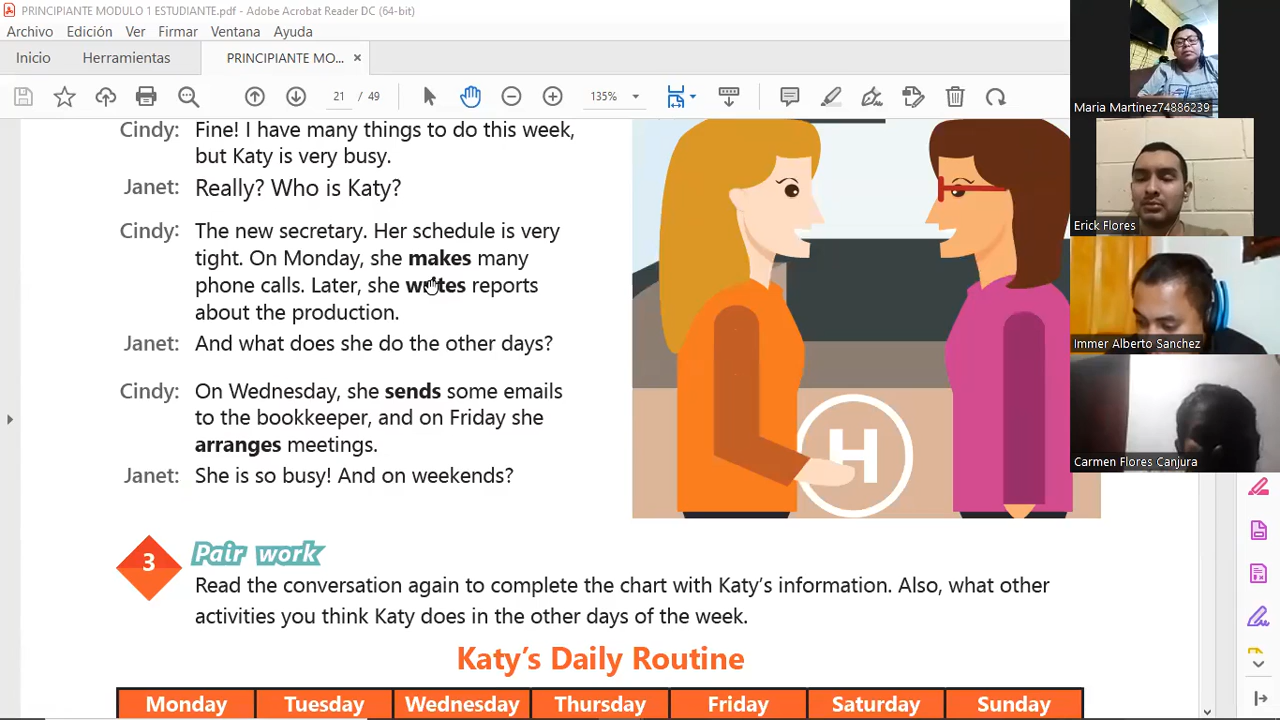 PRINCIPIANTE MODULO 1 ESTUDIANTE.pdf - Adobe Acrobat Reader DC (64-bit)
Archivo Edición Ver Firmar Ventana Ayuda
Inicio Herramientas PRINCIPIANTE MO... ×
21 / 49 135%
Cindy: Fine! I have many things to do this week,
but Katy is very busy.
Janet: Really? Who is Katy?
Cindy: The new secretary. Her schedule is very
tight. On Monday, she makes many
phone calls. Later, she writes reports
about the production.
Janet: And what does she do the other days?
Cindy: On Wednesday, she sends some emails
to the bookkeeper, and on Friday she
arranges meetings.
Janet: She is so busy! And on weekends?
H
3 Pair work
Read the conversation again to complete the chart with Katy's information. Also, what other
activities you think Katy does in the other days of the week.
Katy's Daily Routine
Monday Tuesday Wednesday Thursday Friday Saturday Sunday
Maria Martinez74886239
Erick Flores
Immer Alberto Sanchez
Carmen Flores Canjura